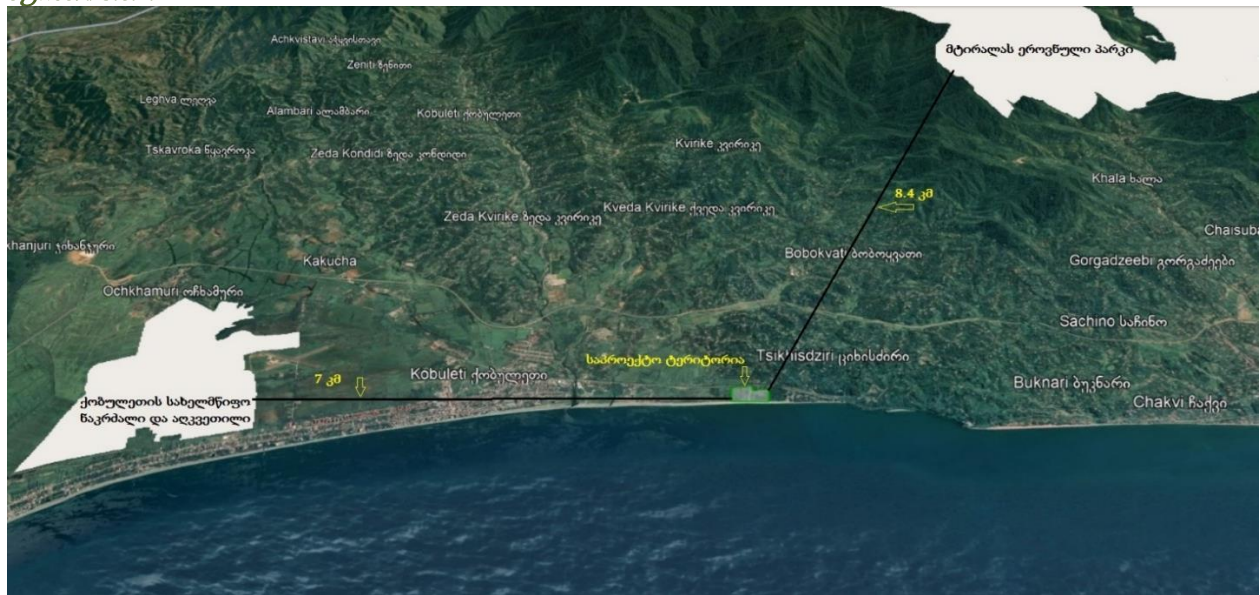 მტირალას ეროვნული პარკი
Achkvistavi აჭყვისთავი
Zeniti ზენითი
Leghva ლეღვა
Alambari ალამბარი
Kobuleti ქობულეთი
Kvirike კვირიკე
Tskavroka წყავროკა
Zeda Kondidi ზედა კონდიდი
Khala ხალა
8.4 კმ
Zeda Kvirike ზედა კვირიკე
Kveda Kvirike ქვედა კვირიკე
Chaisuba
khanjuri ჯიხანჯური
Kakucha
Bobokvati ბობოყვათი
Gorgadzeebi გორგაძეები
Ochkhamuri ოჩხამური
Sachino საჩინო
საპროექტო ტერიტორია
Tsikhisdziri ციხისძირი
7 კმ
Kobuleti ქობულეთი
Buknari ბუკნარი
ქობულეთის სახელმწიფო
ნაკრძალი და აღკვეთილი
Chakvi ჩაქვი